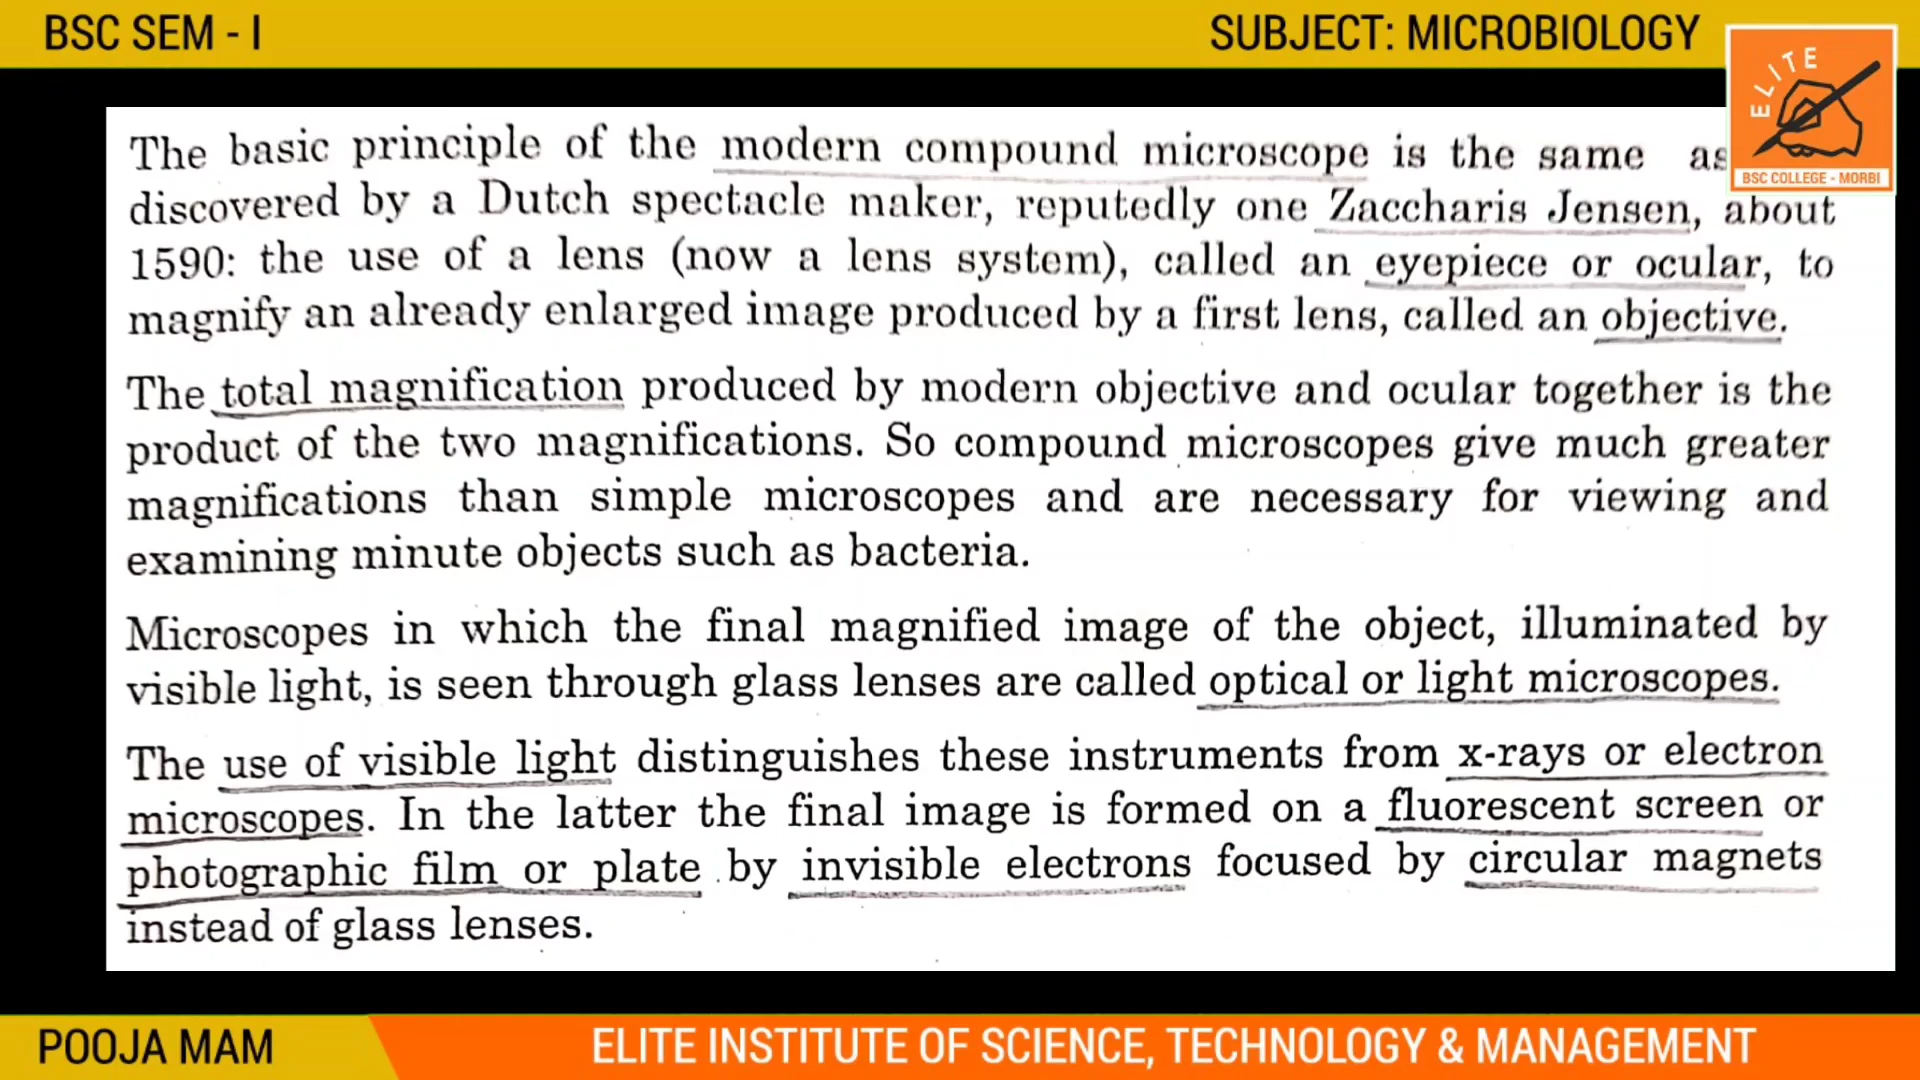 BSC SEM - I
SUBJECT: MICROBIOLOGY
ELITE
BSC COLLEGE - MORBI
The basic principle of the modern compound microscope is the same as
discovered by a Dutch spectacle maker, reputedly one Zaccharis Jensen, about
1590: the use of a lens (now a lens system), called an eyepiece or ocular, to
magnify an already enlarged image produced by a first lens, called an objective.
The total magnification produced by modern objective and ocular together is the
product of the two magnifications. So compound microscopes give much greater
magnifications than simple microscopes and are necessary for viewing and
examining minute objects such as bacteria.
Microscopes in which the final magnified image of the object, illuminated by
visible light, is seen through glass lenses are called optical or light microscopes.
The use of visible light distinguishes these instruments from x-rays or electron
microscopes. In the latter the final image is formed on a fluorescent screen or
photographic film or plate by invisible electrons focused by circular magnets
instead of glass lenses.
POOJA MAM
ELITE INSTITUTE OF SCIENCE, TECHNOLOGY & MANAGEMENT